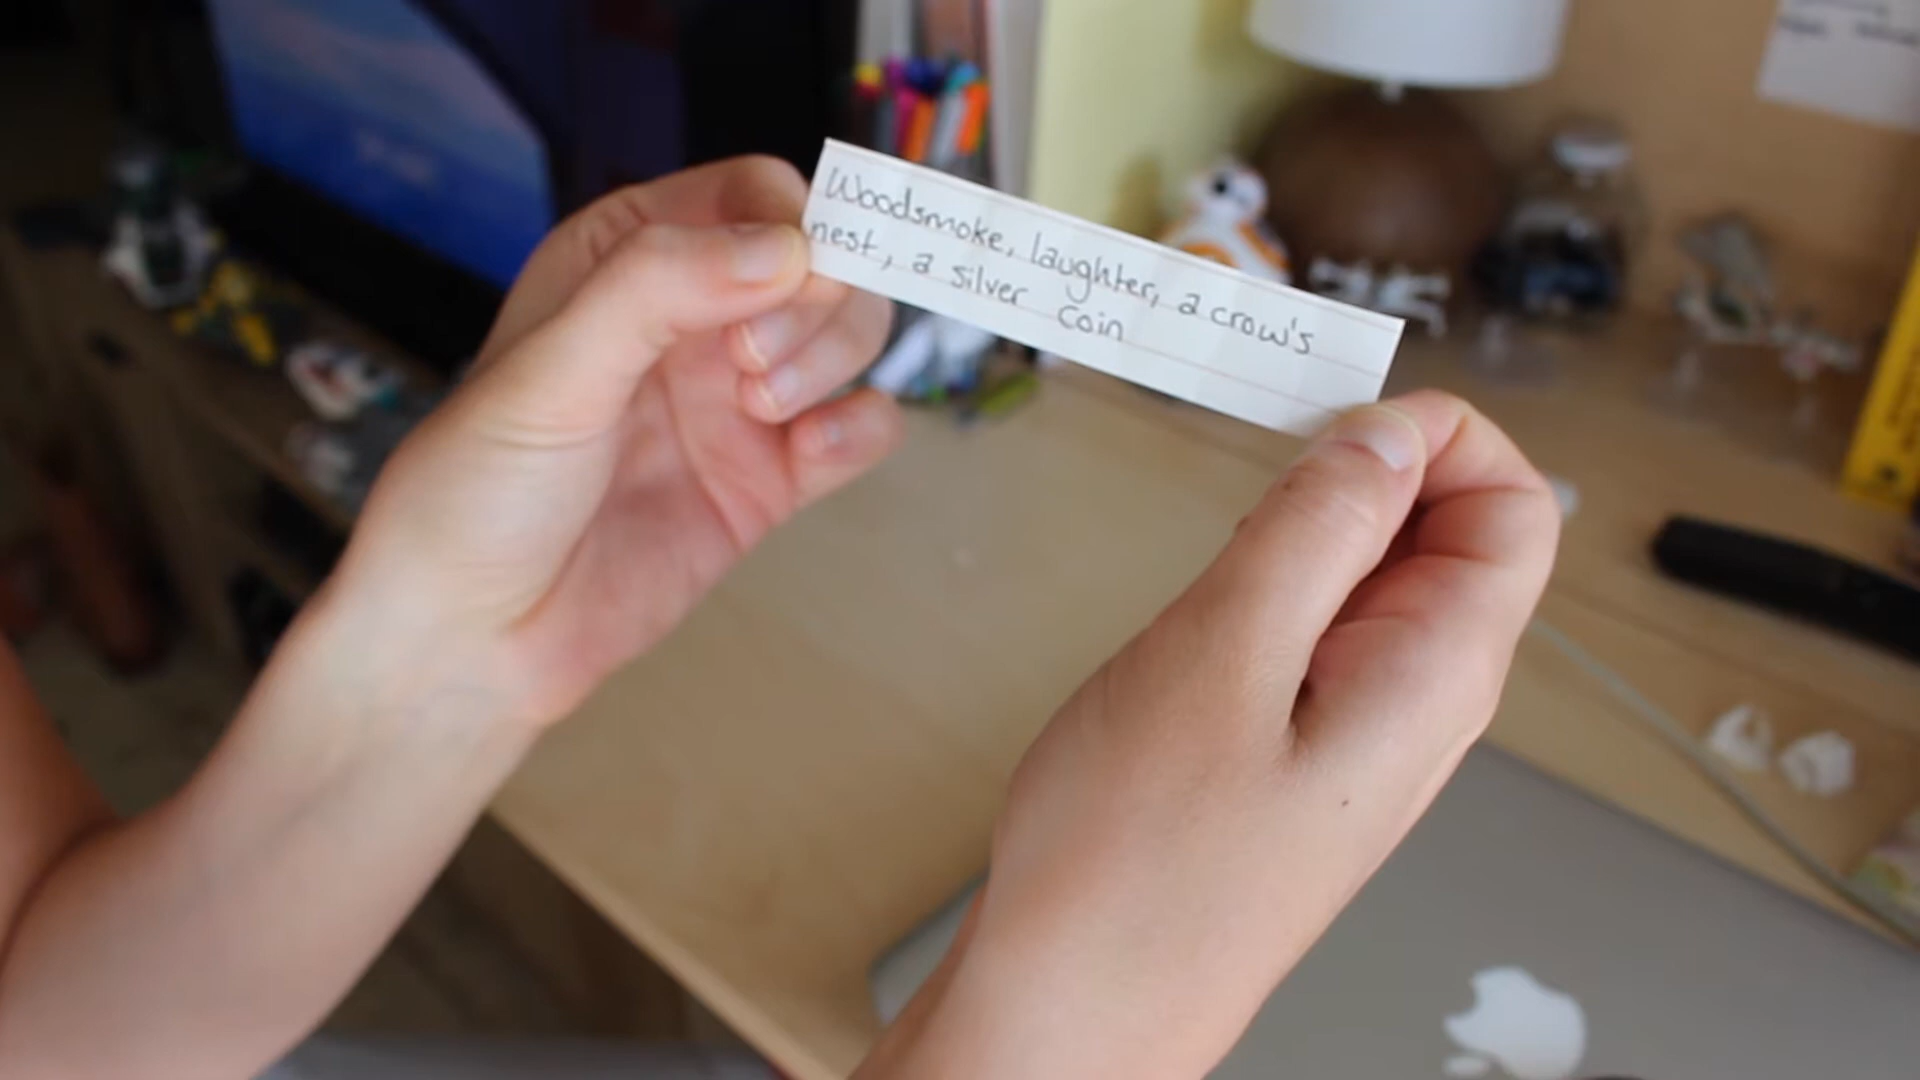 Woodsmoke, laughter, a crow's
nest, a silver coin